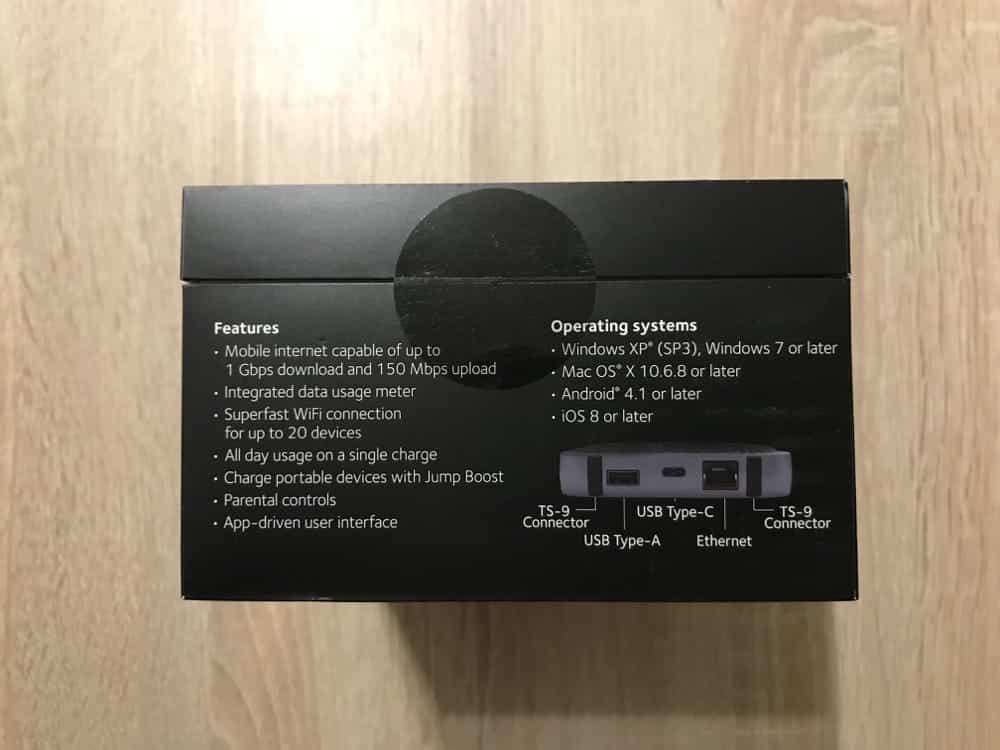 Features
· Mobile internet capable of up to
1 Gbps download and 150 Mbps upload
· Integrated data usage meter
· Superfast WiFi connection
for up to 20 devices
· All day usage on a single charge
· Charge portable devices with Jump Boost
· Parental controls
· App-driven user interface
Operating systems
· Windows XP® (SP3), Windows 7 or later
· Mac OS® X 10.6.8 or later
· Android® 4.1 or later
· iOS 8 or later
TS-9
Connector
USB Type-A
USB Type-C
Ethernet
TS-9
Connector